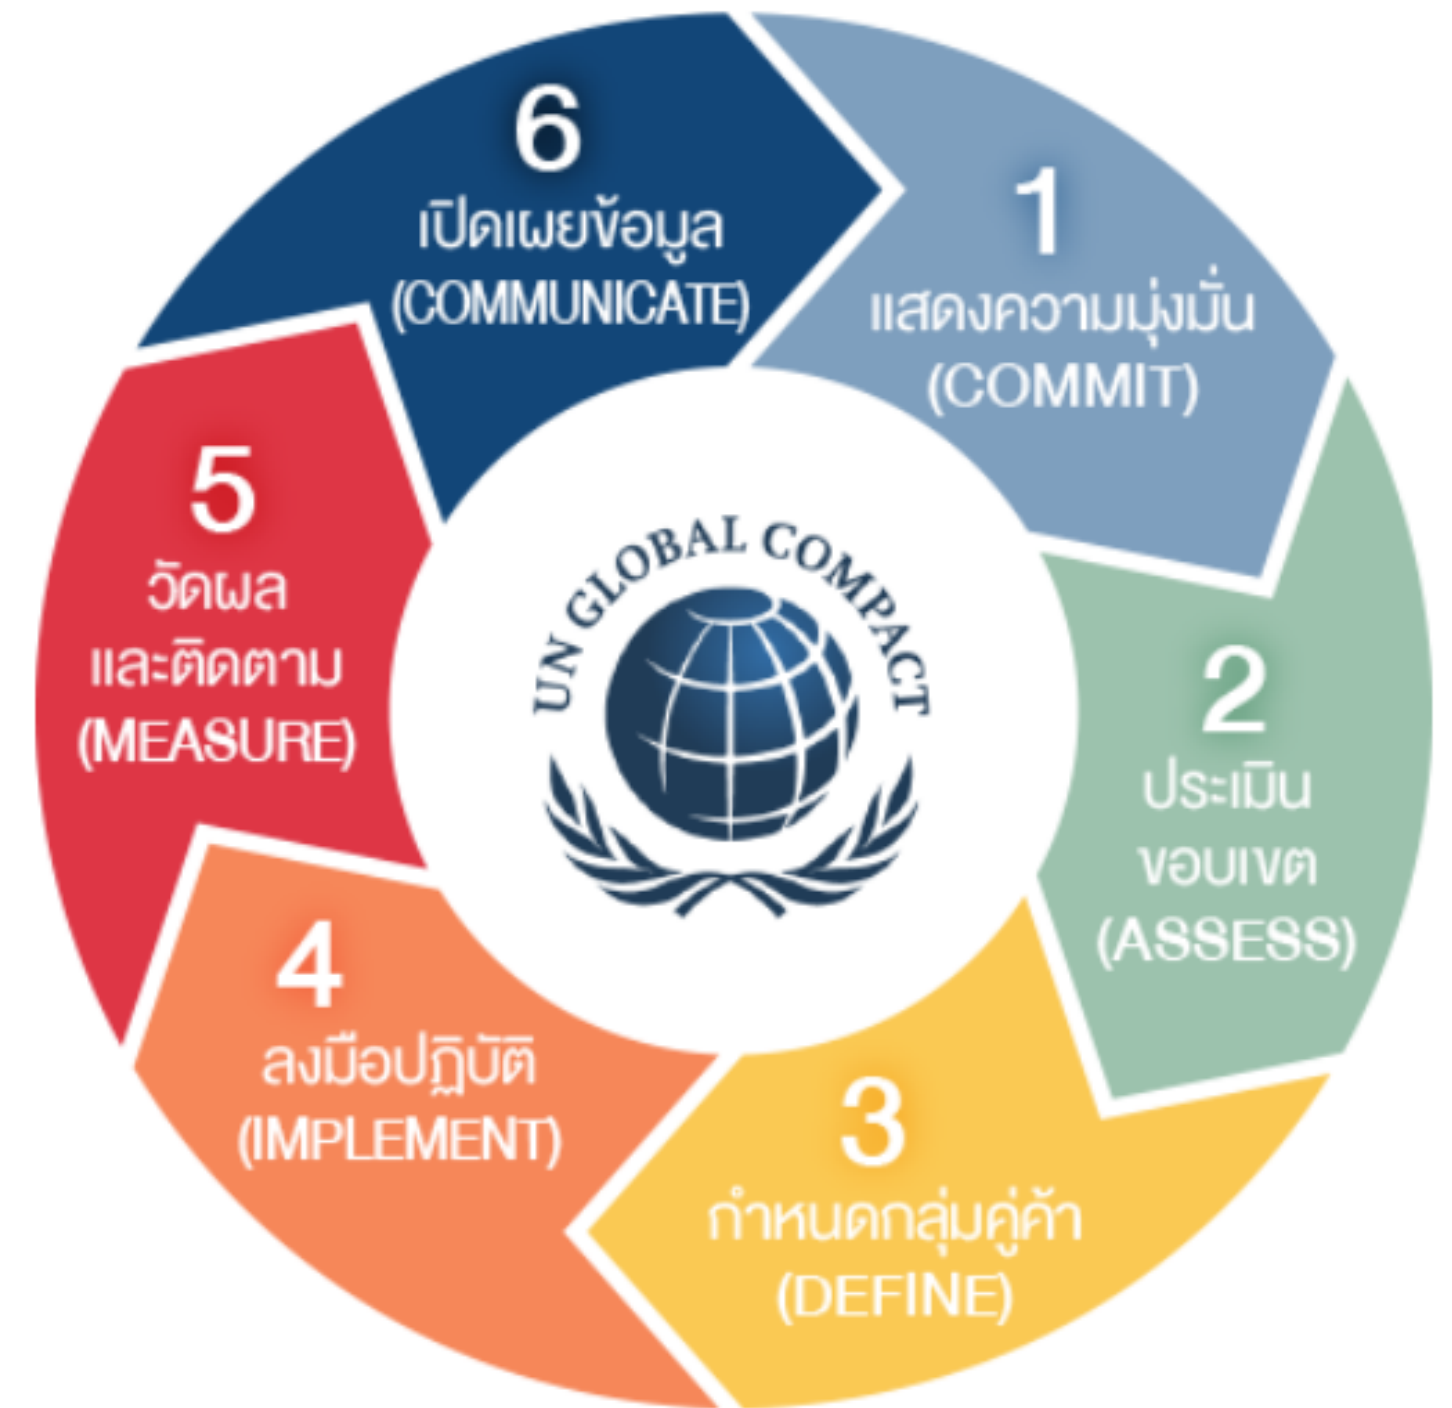 1
แสดงความมุ่งมั่น
(COMMIT)
2
ประเมิน
ขอบเขต
(ASSESS)
3
กำหนดกลุ่มคู่ค้า
(DEFINE)
4
ลงมือปฏิบัติ
(IMPLEMENT)
5
วัดผล
และติดตาม
(MEASURE)
6
เปิดเผยข้อมูล
(COMMUNICATE)
UN GLOBAL COMPACT